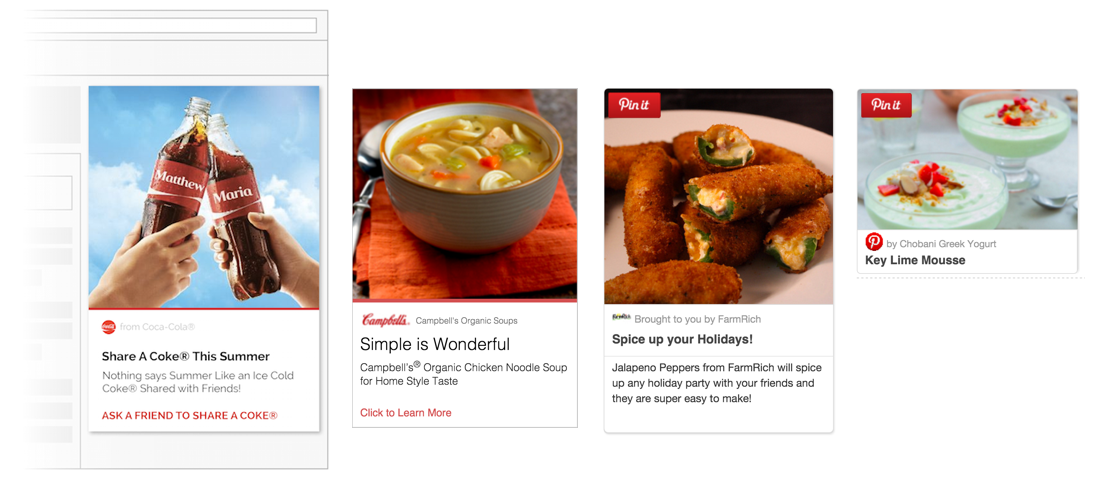 Matthew
Maria
from Coca-Cola®
Share A Coke® This Summer
Nothing says Summer Like an Ice Cold
Coke® Shared with Friends!
ASK A FRIEND TO SHARE A COKE®
Campbell's
Campbell's Organic Soups
Simple is Wonderful
Campbell's® Organic Chicken Noodle Soup
for Home Style Taste
Click to Learn More
Pin it
Brought to you by FarmRich
Spice up your Holidays!
Jalapeno Peppers from FarmRich will spice
up any holiday party with your friends and
they are super easy to make!
Pin it
by Chobani Greek Yogurt
Key Lime Mousse